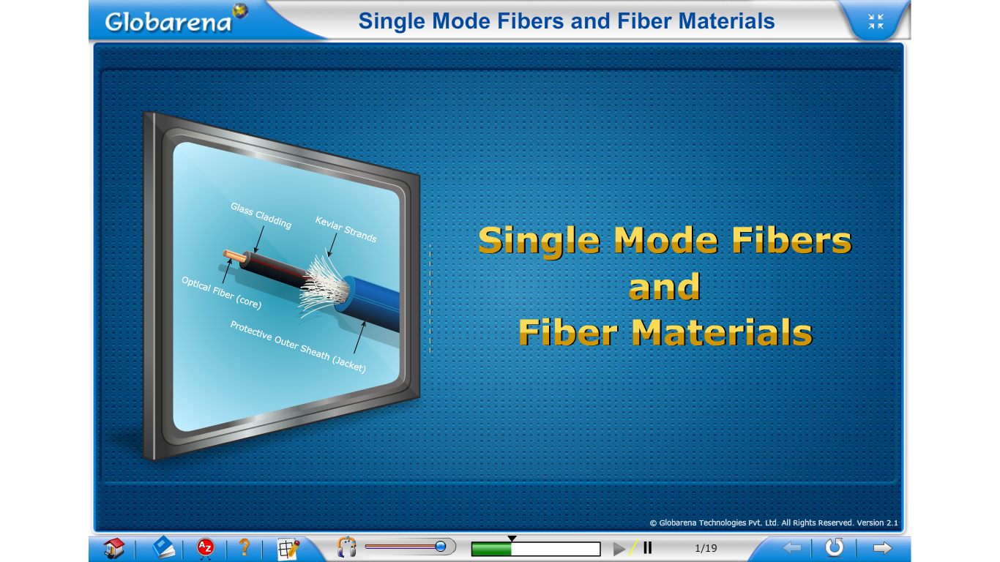 Globarena
Single Mode Fibers and Fiber Materials
Glass Cladding
Kevlar Strands
Optical Fiber (core)
Protective Outer Sheath (Jacket)
Single Mode Fibers
and
Fiber Materials
© Globarena Technologies Pvt. Ltd. All Rights Reserved. Version 2.1
A
Z
?
1/19